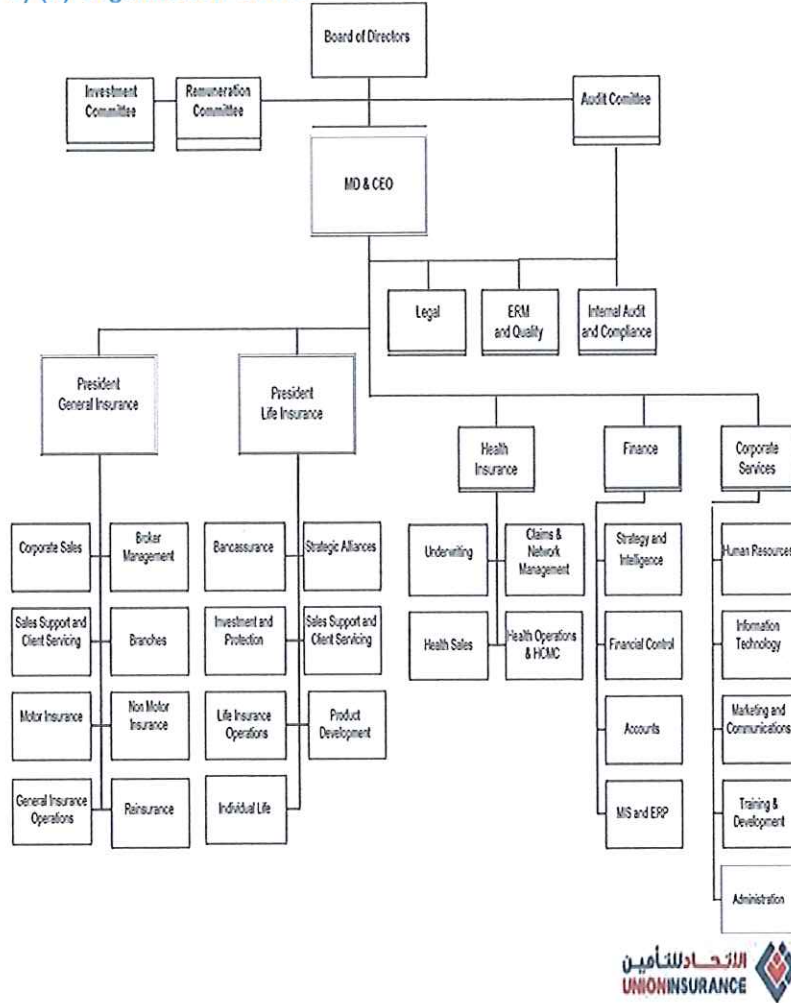 Board of Directors
Investment
Committee
Remuneration
Committee
Audit Comittee
MD & CEO
Legal
ERM
and Quality
Internal Audit
and Compliance
President
General Insurance
President
Life Insurance
Health
Insurance
Finance
Corporate
Services
Corporate Sales
Broker
Management
Bancassurance
Strategic Alliances
Underwriting
Claims &
Network
Management
Strategy and
Intelligence
Human Resources
Sales Support and
Client Servicing
Branches
Investment and
Protection
Sales Support and
Client Servicing
Health Sales
Health Operations
& HCMC
Financial Control
Information
Technology
Motor Insurance
Non Motor
Insurance
Life Insurance
Operations
Product
Development
Accounts
Marketing and
Communications
General Insurance
Operations
Reinsurance
Individual Life
MIS and ERP
Training &
Development
Administration
الاتحاد للتأمين
UNIONINSURANCE